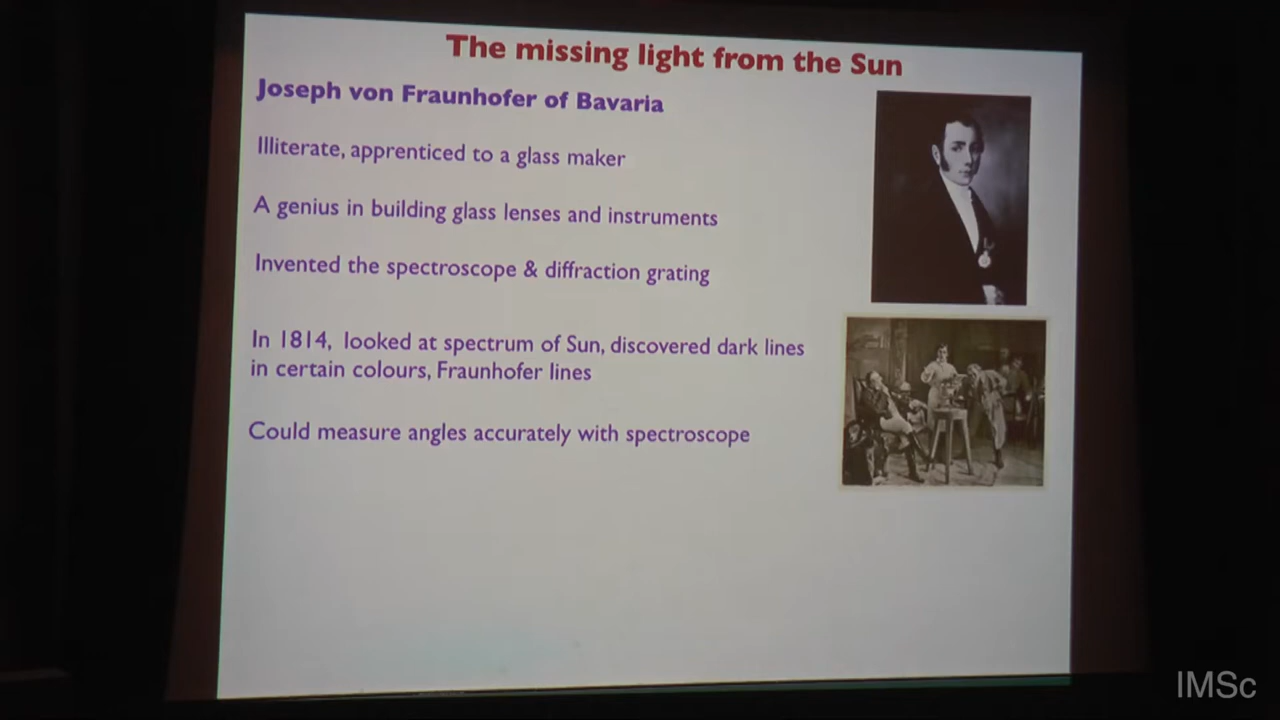 The missing light from the Sun
Joseph von Fraunhofer of Bavaria
Illiterate, apprenticed to a glass maker
A genius in building glass lenses and instruments
Invented the spectroscope & diffraction grating
In 1814, looked at spectrum of Sun, discovered dark lines
in certain colours, Fraunhofer lines
Could measure angles accurately with spectroscope
IMSc